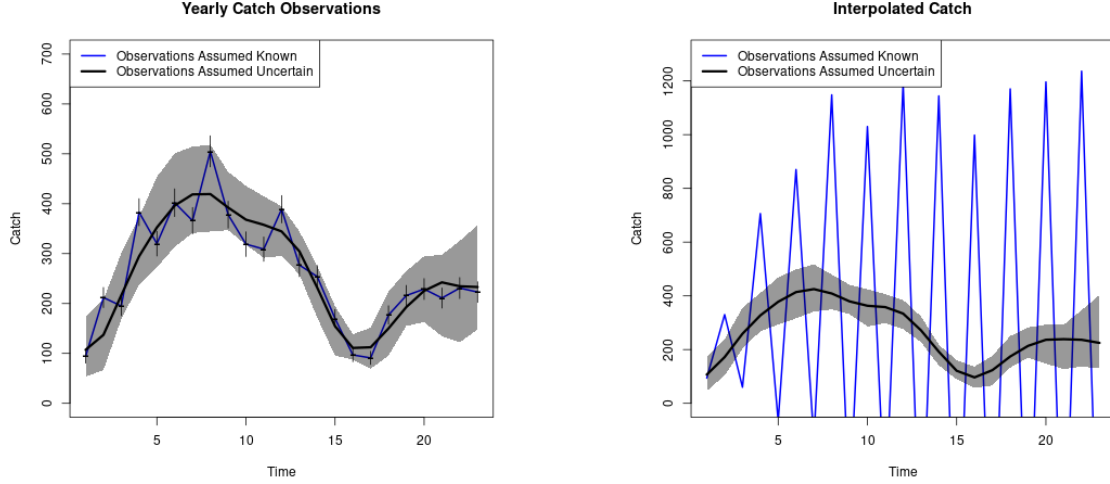 Yearly Catch Observations
Observations Assumed Known
Observations Assumed Uncertain
700
600
500
400
300
200
100
0
Catch
5
10
15
20
Time
Interpolated Catch
Observations Assumed Known
Observations Assumed Uncertain
1200
1000
800
600
400
200
0
Catch
5
10
15
20
Time